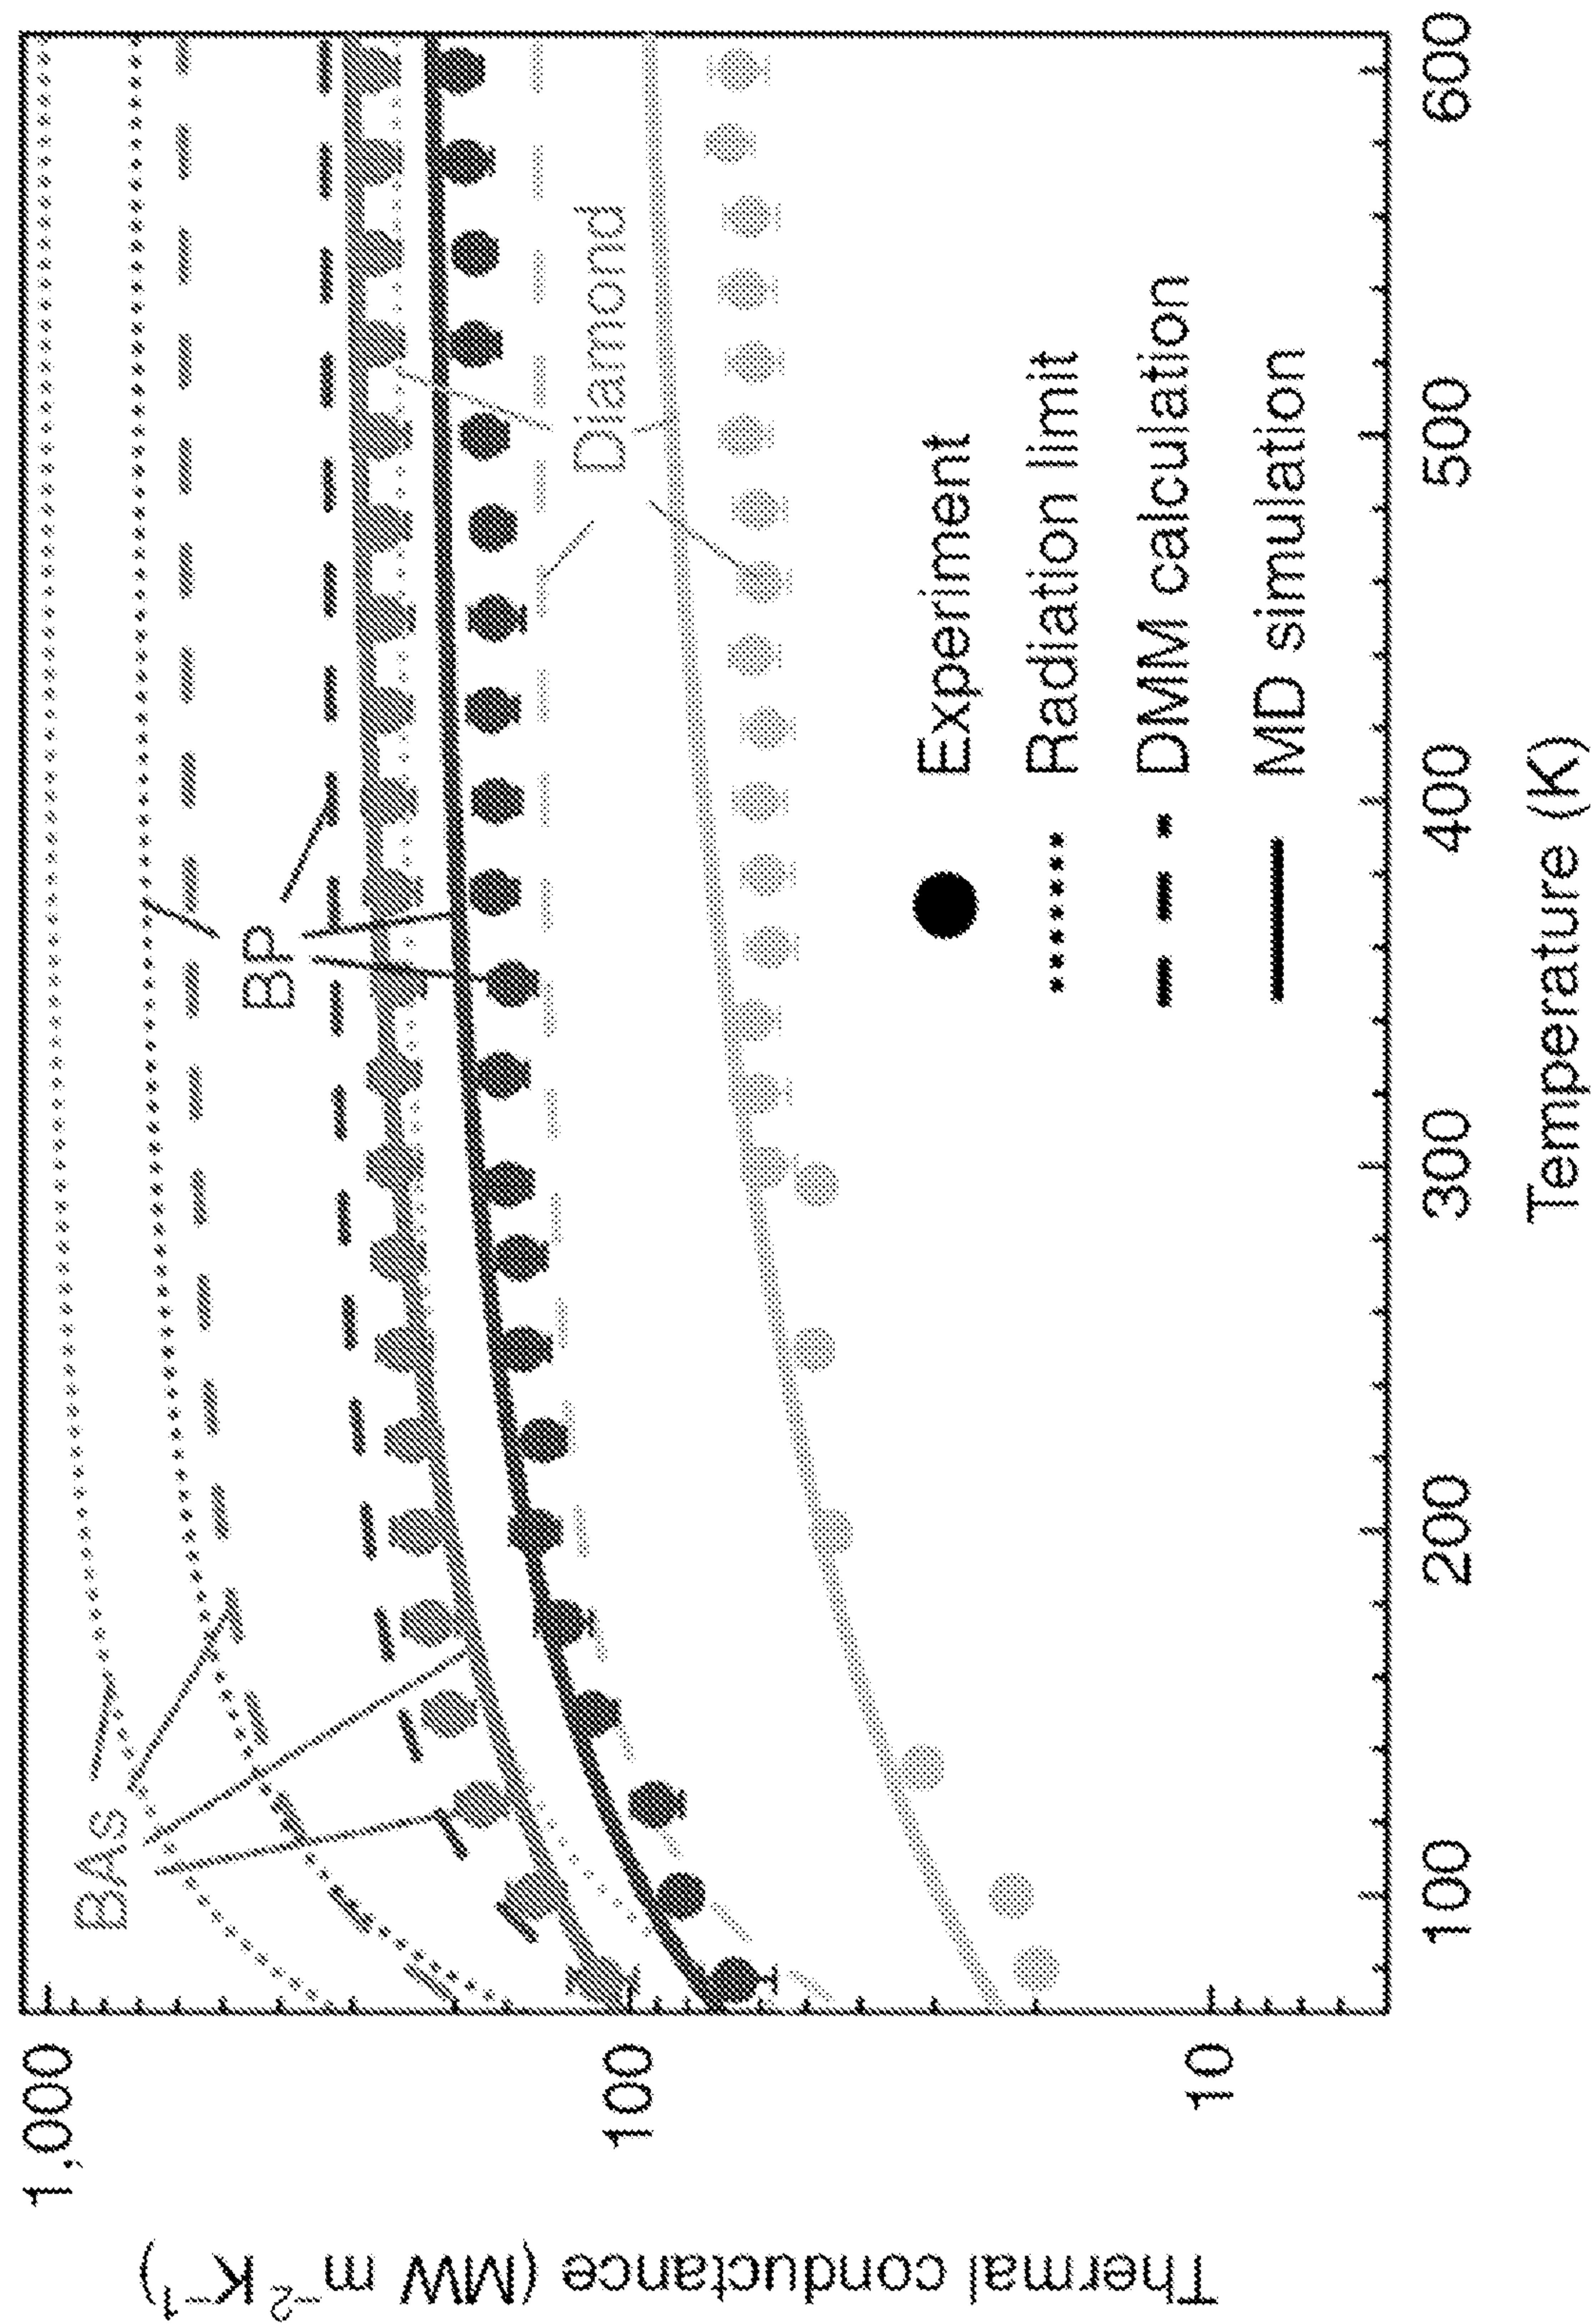 1,000
100
10
Thermal conductance (MW m⁻² K⁻¹)
BAs
BP
Diamond
Experiment
Radiation limit
DMM calculation
MD simulation
100
200
300
400
500
600
Temperature (K)